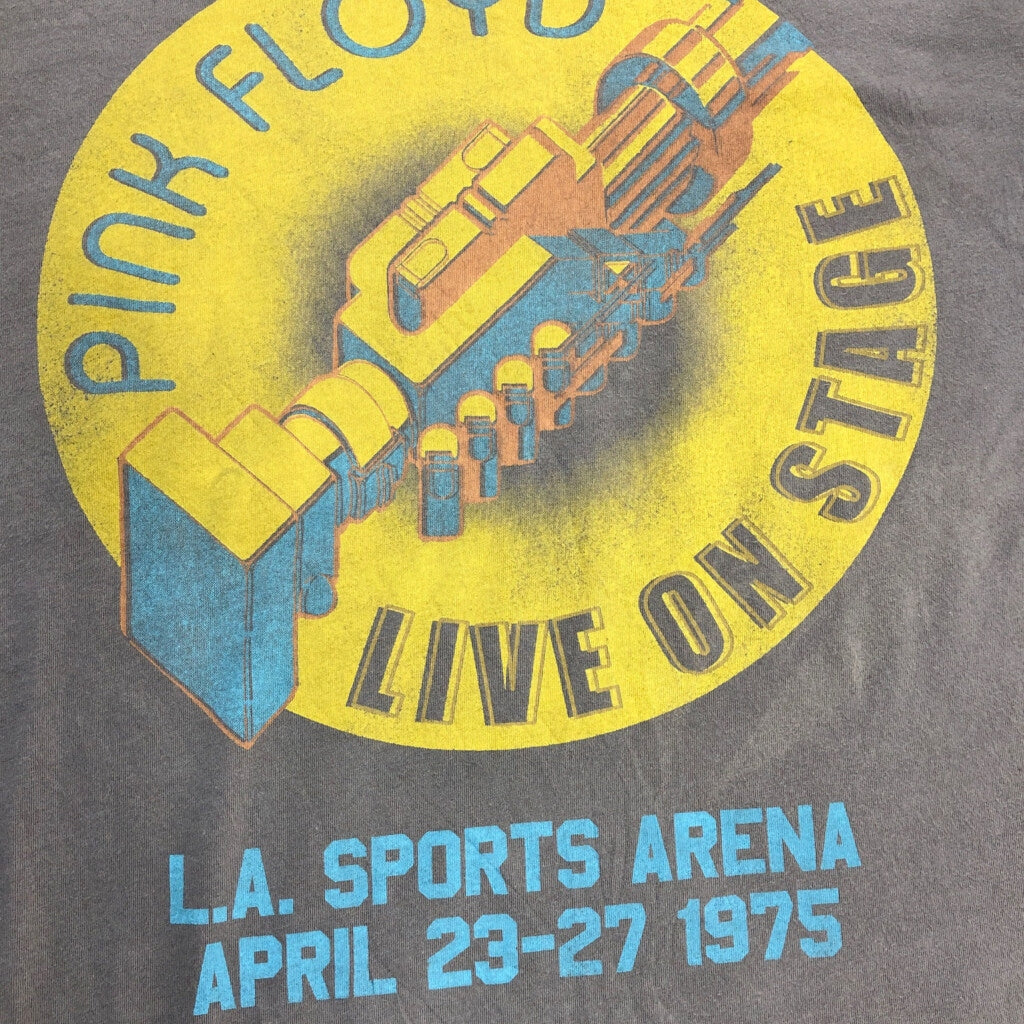 PINK FLOYD
LIVE ON STAGE
L.A. SPORTS ARENA
APRIL 23-27 1975